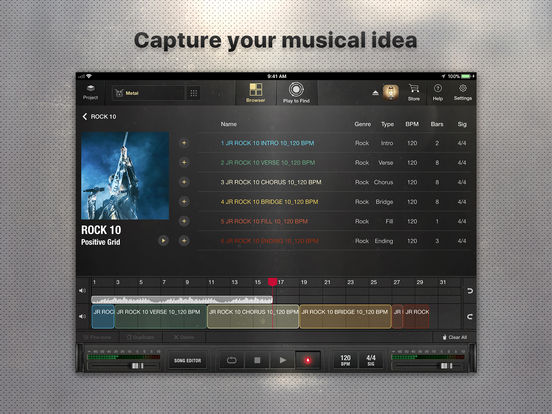 Capture your musical idea
9:41 AM
100%
Project
Metal
Browser
Play to Find
Store
Help
Settings
ROCK 10
Name Genre Type BPM Bars Sig
1 JR ROCK 10 INTRO 10_120 BPM Rock Intro 120 2 4/4
2 JR ROCK 10 VERSE 10_120 BPM Rock Verse 120 8 4/4
3 JR ROCK 10 CHORUS 10_120 BPM Rock Chorus 120 8 4/4
4 JR ROCK 10 BRIDGE 10_120 BPM Rock Bridge 120 8 4/4
5 JR ROCK 10 FILL 10_120 BPM Rock Fill 120 1 4/4
6 JR ROCK 10 ENDING 10_120 BPM Rock Ending 120 3 4/4
ROCK 10
Positive Grid
1 3 5 7 9 11 13 15 17 19 21 23 25 27 29 31
JR ROC JR ROCK 10 VERSE 10_120 BPM JR ROCK 10 CHORUS 10_120 BPM JR ROCK 10 BRIDGE 10_120 BPM JR JR ROCK
Duplicate Delete Clear All
SONG EDITOR
120
BPM
4/4
SIG